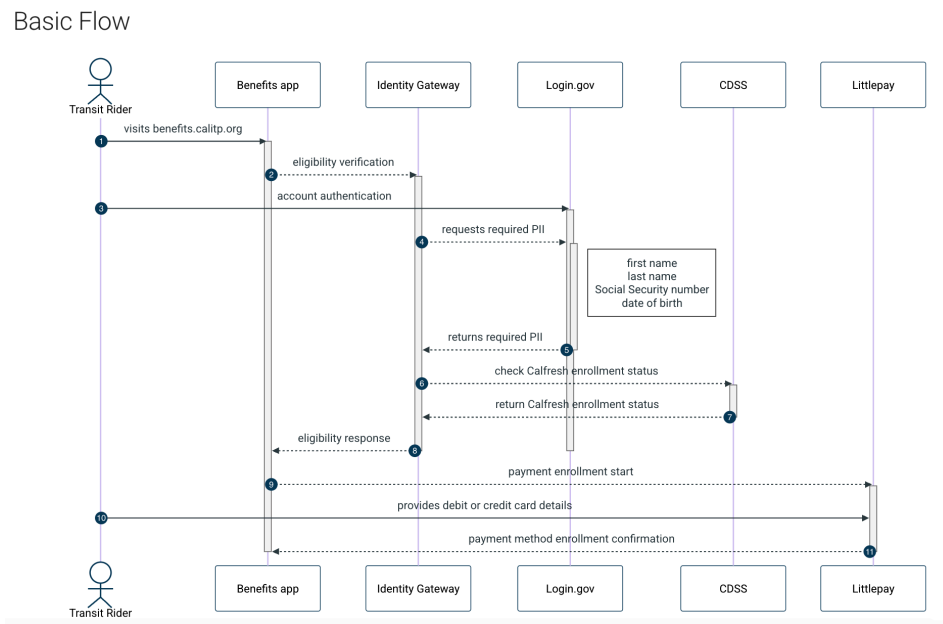 Basic Flow
Transit Rider
Benefits app
Identity Gateway
Login.gov
CDSS
Littlepay
visits benefits.calitp.org
1
eligibility verification
2
account authentication
3
requests required PII
4
first name
last name
Social Security number
date of birth
returns required PII
5
check Calfresh enrollment status
6
return Calfresh enrollment status
7
eligibility response
8
payment enrollment start
9
provides debit or credit card details
10
payment method enrollment confirmation
11
Transit Rider
Benefits app
Identity Gateway
Login.gov
CDSS
Littlepay